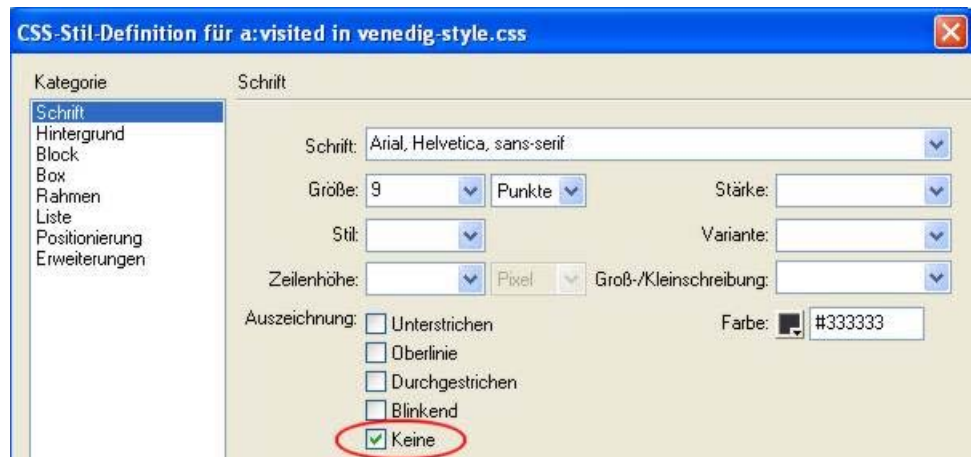 CSS-Stil-Definition für a:visited in venedig-style.css
Kategorie
Schrift
Hintergrund
Block
Box
Rahmen
Liste
Positionierung
Erweiterungen
Schrift
Schrift: Arial, Helvetica, sans-serif
Größe: 9 Punkte Stärke:
Stil: Variante:
Zeilenhöhe: Pixel Groß-/Kleinschreibung:
Auszeichnung: Unterstrichen Farbe: #333333
Oberlinie
Durchgestrichen
Blinkend
Keine